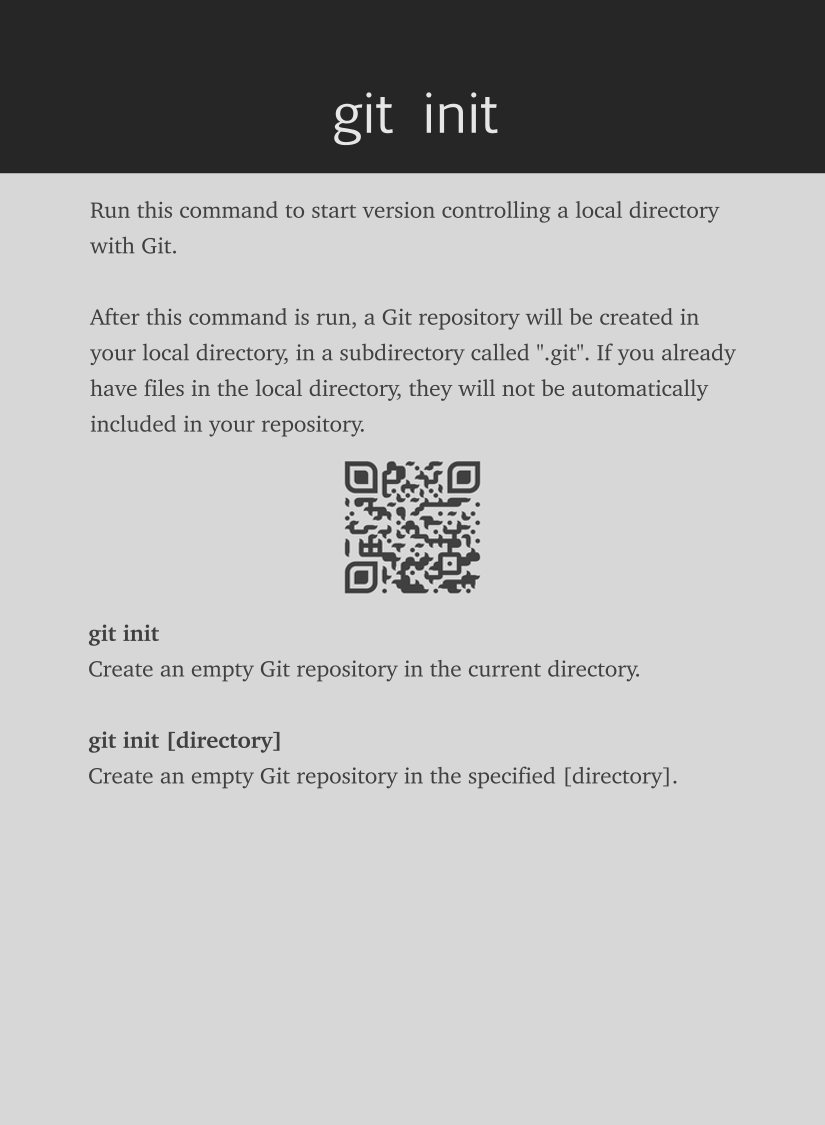 git init
Run this command to start version controlling a local directory
with Git.
After this command is run, a Git repository will be created in
your local directory, in a subdirectory called ".git". If you already
have files in the local directory, they will not be automatically
included in your repository.
git init
Create an empty Git repository in the current directory.
git init [directory]
Create an empty Git repository in the specified [directory].